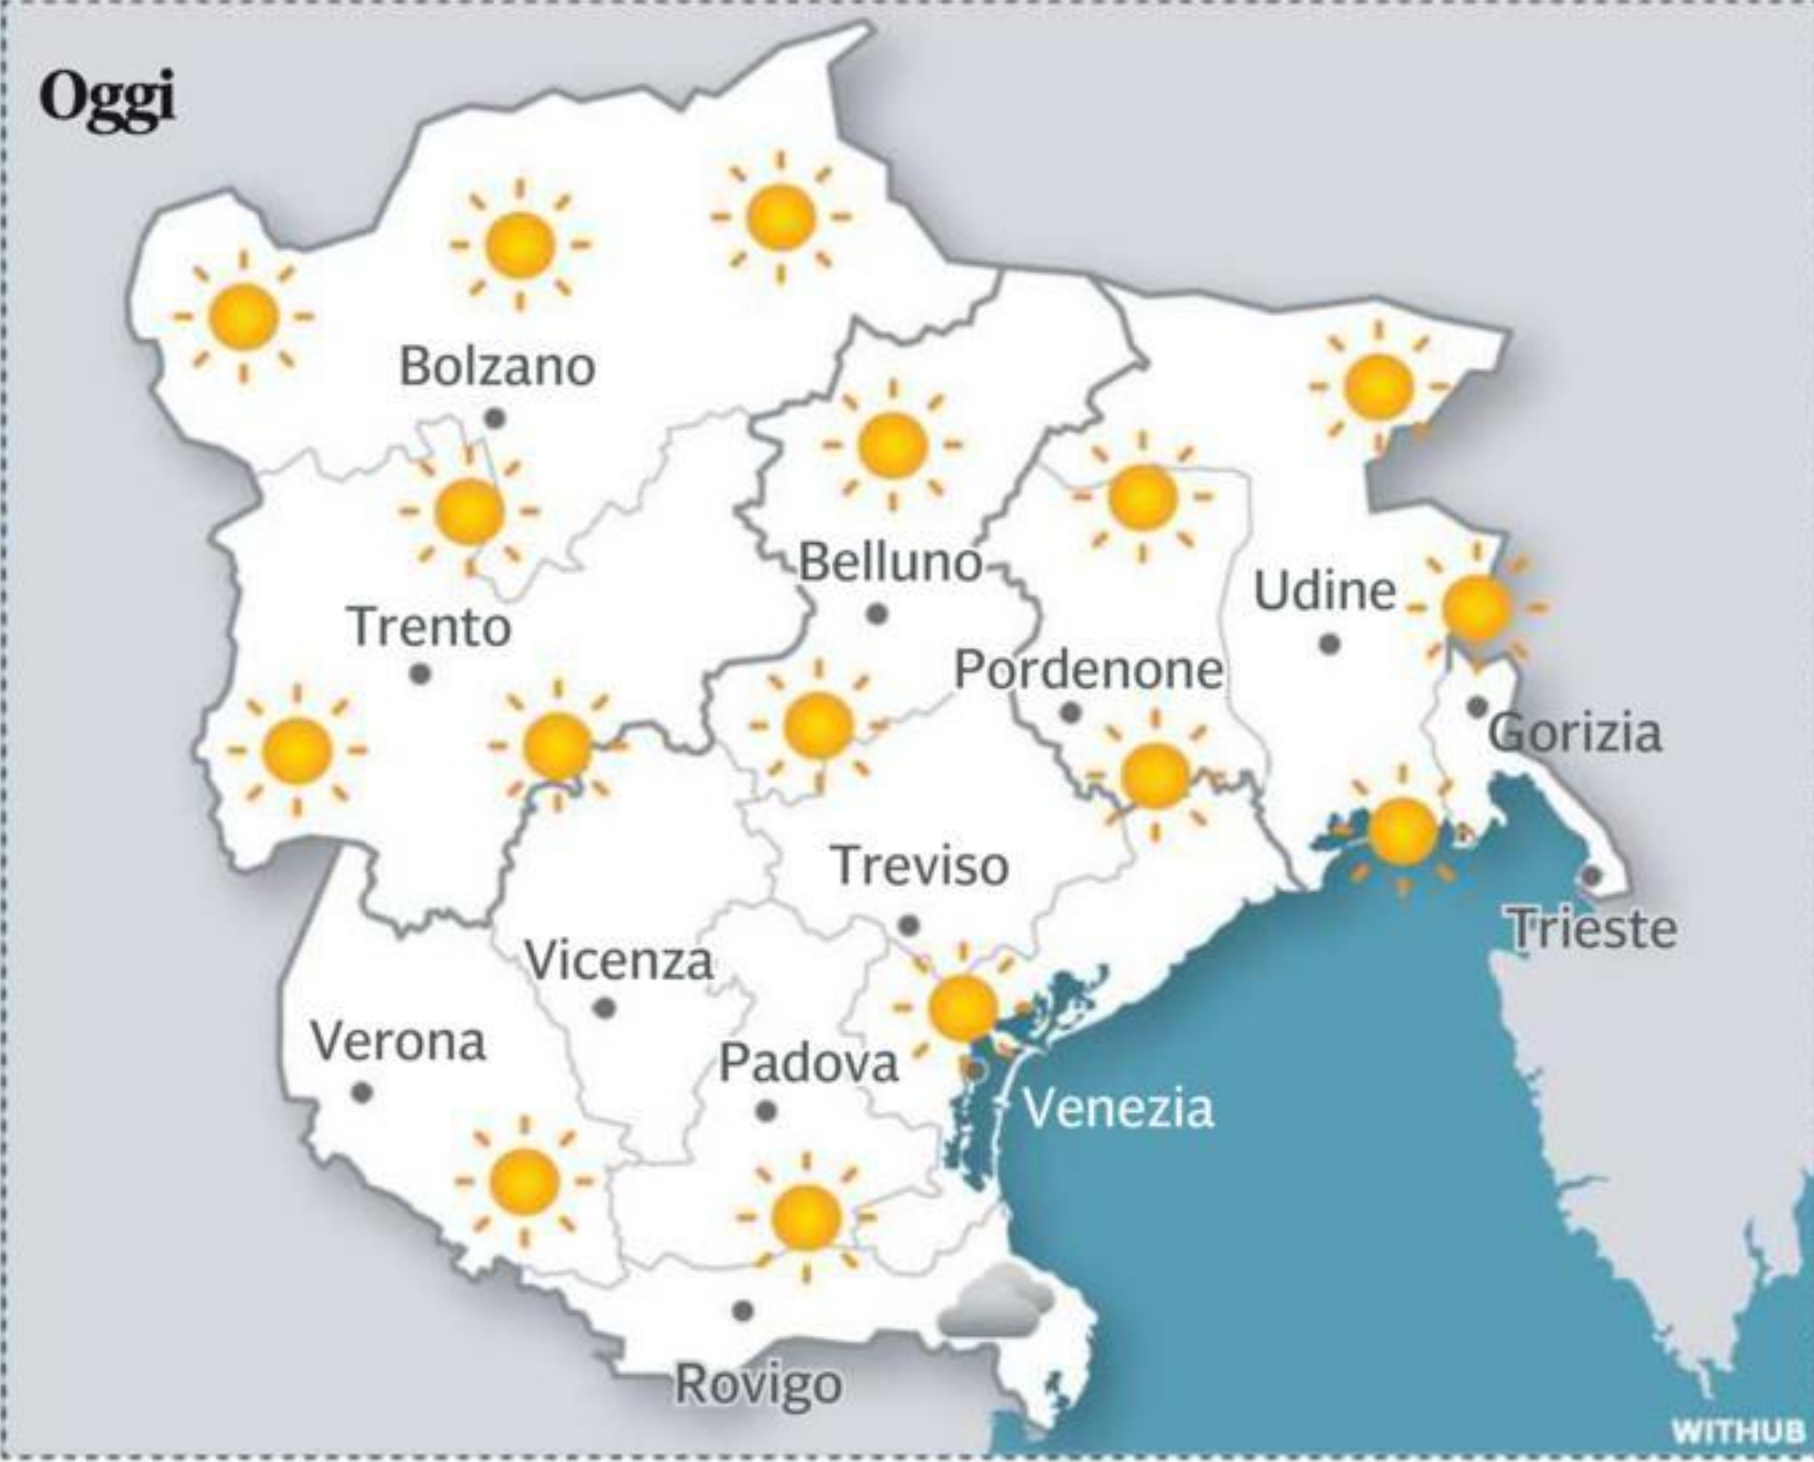 Oggi
Bolzano
Belluno
Udine
Trento
Pordenone
Gorizia
Treviso
Trieste
Vicenza
Verona
Padova
Venezia
Rovigo
WITHUB